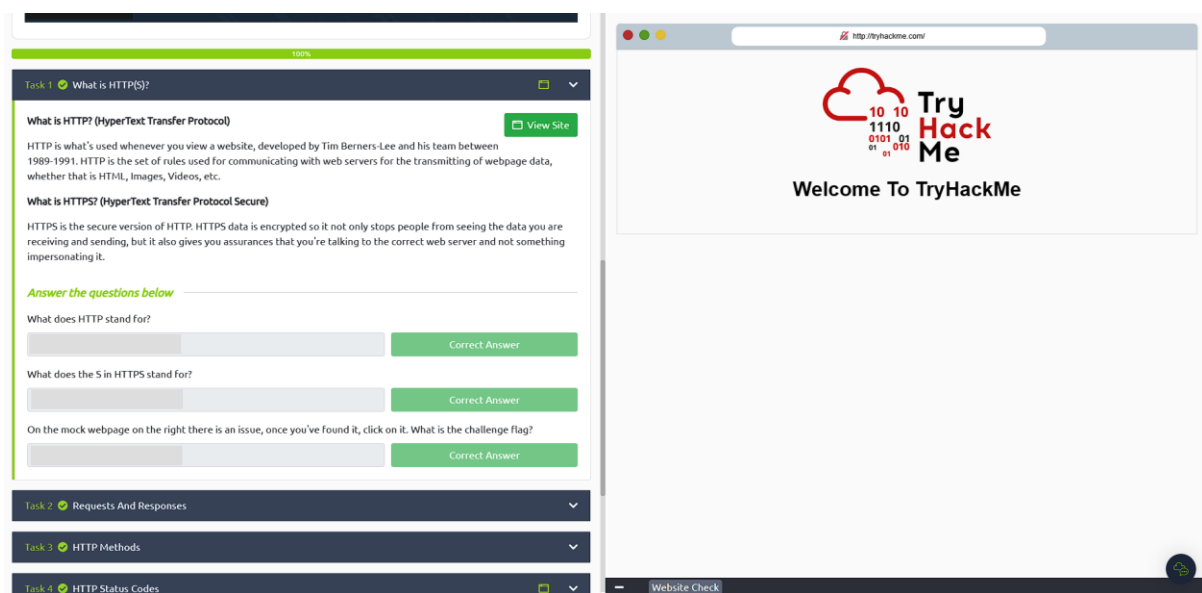 100%
Task 1 What is HTTP(S)?
What is HTTP? (HyperText Transfer Protocol)
View Site
HTTP is what's used whenever you view a website, developed by Tim Berners-Lee and his team between
1989-1991. HTTP is the set of rules used for communicating with web servers for the transmitting of webpage data,
whether that is HTML, Images, Videos, etc.
What is HTTPS? (HyperText Transfer Protocol Secure)
HTTPS is the secure version of HTTP. HTTPS data is encrypted so it not only stops people from seeing the data you are
receiving and sending, but it also gives you assurances that you're talking to the correct web server and not something
impersonating it.
Answer the questions below
What does HTTP stand for?
Correct Answer
What does the S in HTTPS stand for?
Correct Answer
On the mock webpage on the right there is an issue, once you've found it, click on it. What is the challenge flag?
Correct Answer
Task 2 Requests And Responses
Task 3 HTTP Methods
Task 4 HTTP Status Codes
http://tryhackme.com/
Try
Hack
Me
10 10
1110
0101 01
01 010
01
Welcome To TryHackMe
Website Check